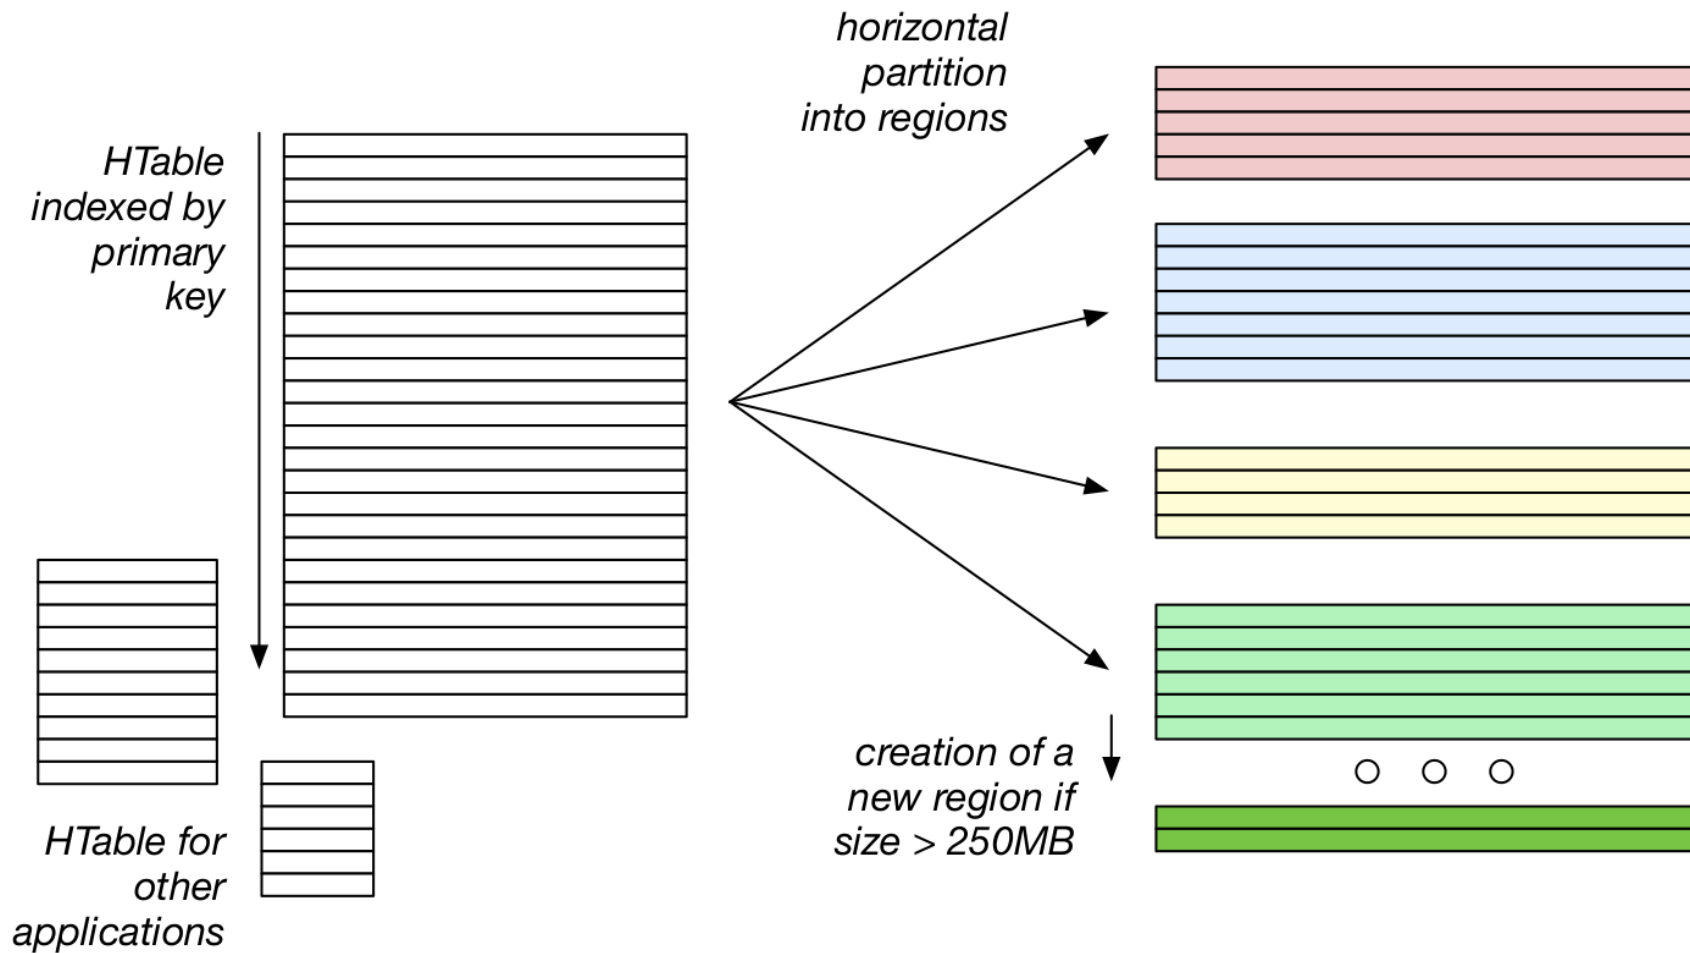 horizontal
partition
into regions
HTable
indexed by
primary
key
creation of a
new region if
size > 250MB
HTable for
other
applications